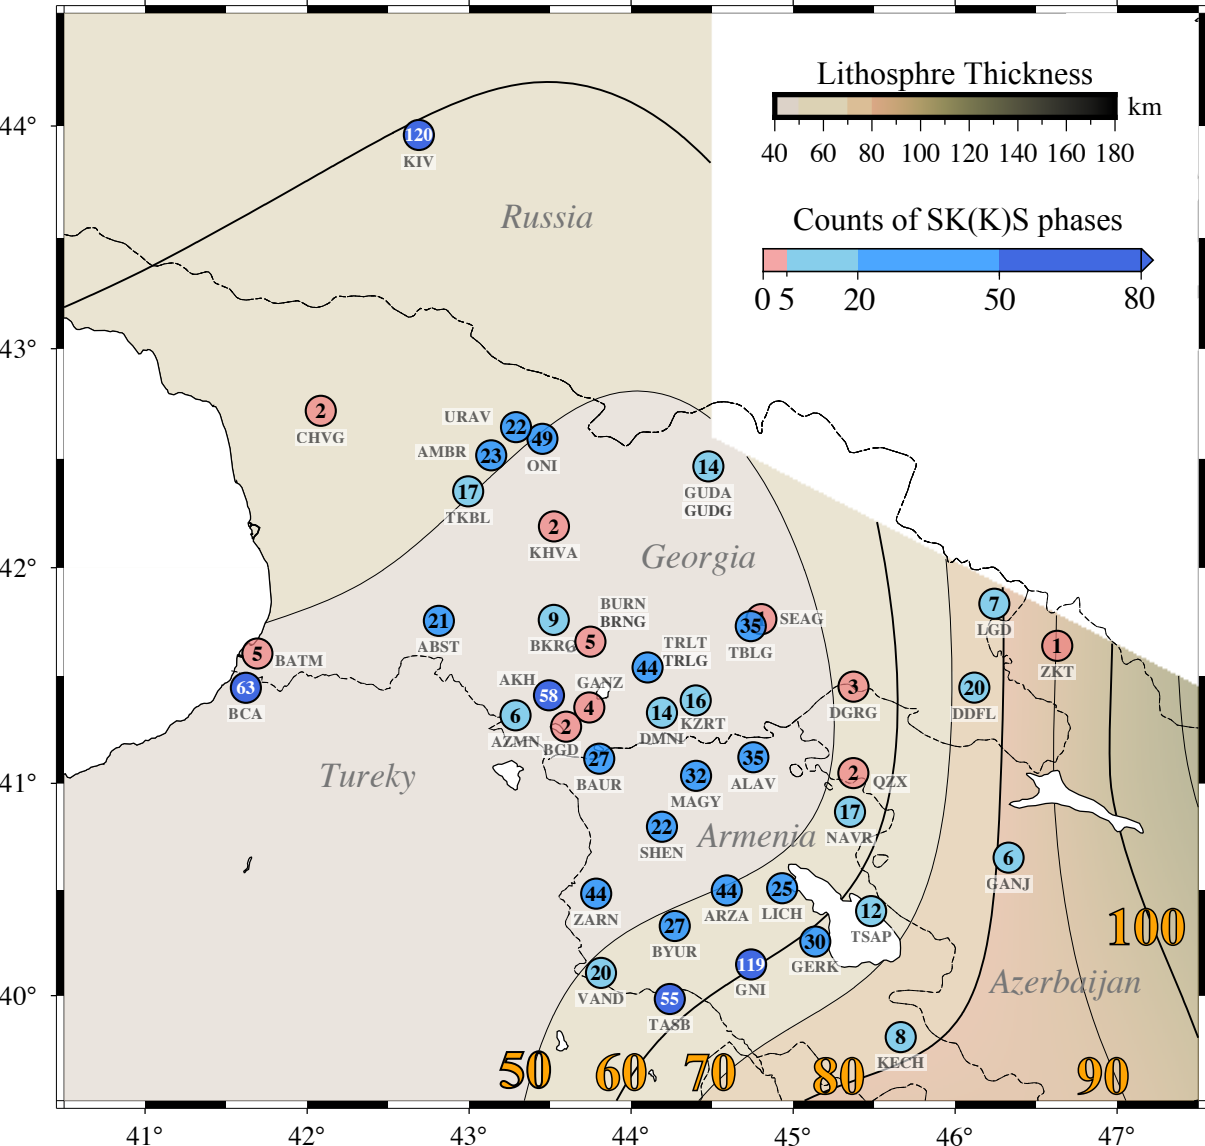 Lithosphre Thickness
km
40 60 80 100 120 140 160 180
Counts of SK(K)S phases
0 5 20 50 80
44°
43°
42°
41°
40°
120
KIV
Russia
2
CHVG
URAV
22
49
ONI
AMBR
23
17
TKBL
14
GUDA
GUDG
2
KHVA
Georgia
21
ABST
9
BKRG
BURN
BRNG
5
35
SEAG
TBLG
TRLT
TRLG
44
7
LGD
1
ZKT
5
BATM
63
BCA
AKH
58
GANZ
4
6
AZMN
2
BGD
14
DMNI
16
KZRT
3
DGRG
20
DDFL
27
BAUR
32
MAGY
35
ALAV
2
QZX
17
NAVR
Tureky
22
SHEN
Armenia
6
GANJ
44
ZARN
44
ARZA
25
LICH
12
TSAP
27
BYUR
30
GERK
100
20
VAND
119
GNI
55
TASB
Azerbaijan
8
KECH
50 60 70 80 90
41° 42° 43° 44° 45° 46° 47°